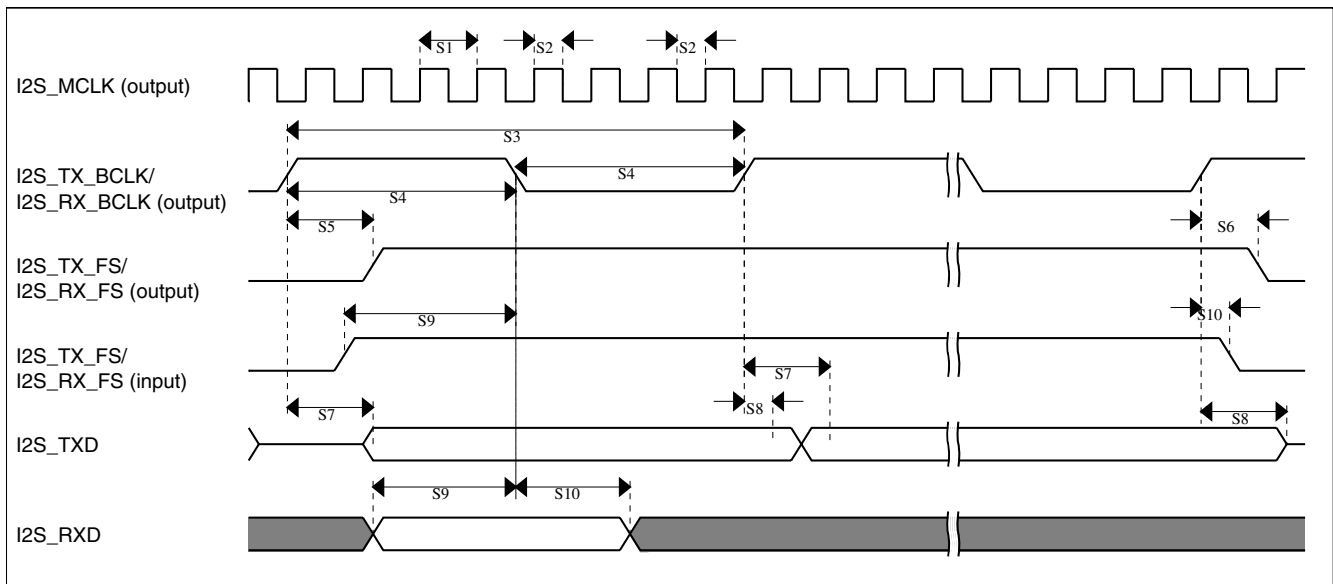 S1
S2
S2
I2S_MCLK (output)
S3
I2S_TX_BCLK/
I2S_RX_BCLK (output)
S4
S4
S5
S6
I2S_TX_FS/
I2S_RX_FS (output)
S9
S10
I2S_TX_FS/
I2S_RX_FS (input)
S7
S7
S8
S8
I2S_TXD
S9
S10
I2S_RXD